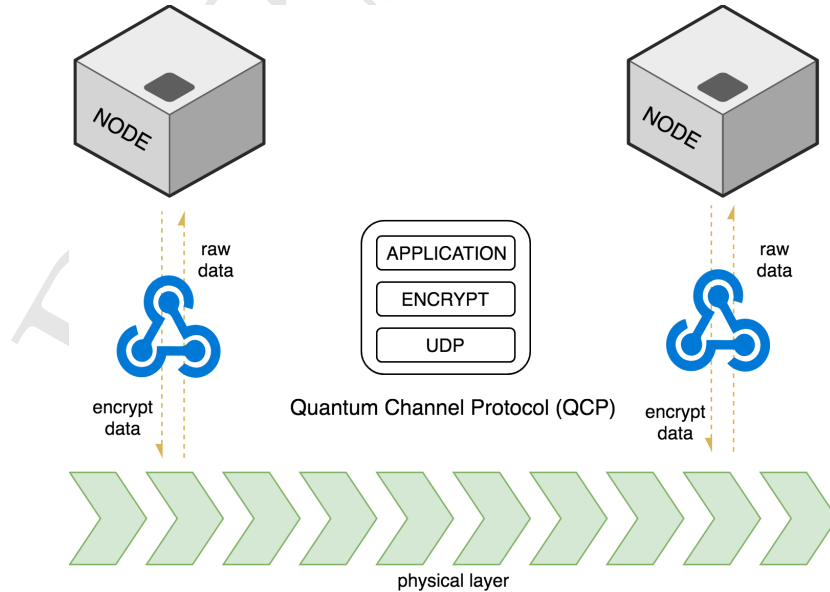 NODE
NODE
raw
data
raw
data
APPLICATION
ENCRYPT
UDP
Quantum Channel Protocol (QCP)
encrypt
data
encrypt
data
physical layer